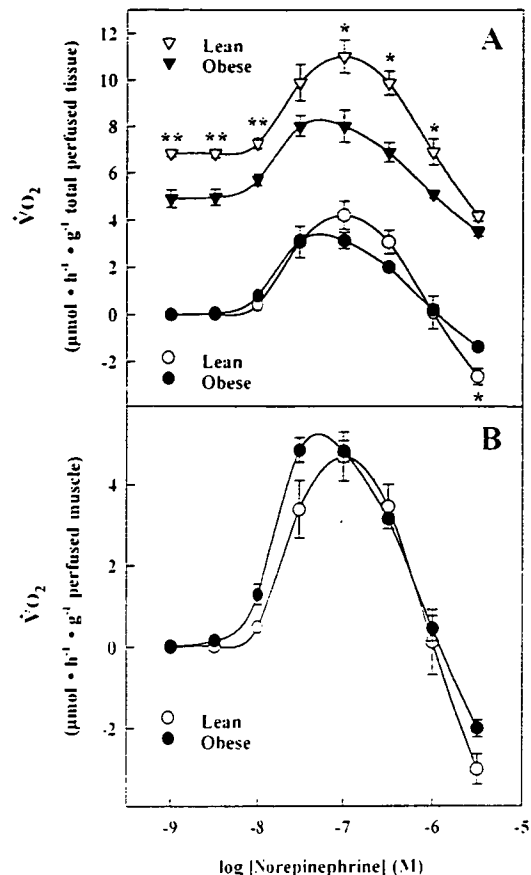 A
Lean
Obese
12
10
8
6
4
2
0
-2
** ** ** * * * *
V̇O₂
(µmol • h⁻¹ • g⁻¹ total perfused tissue)
Lean
Obese
B
4
2
0
-2
V̇O₂
(µmol • h⁻¹ • g⁻¹ perfused muscle)
Lean
Obese
-9 -8 -7 -6 -5
log [Norepinephrine[ (M)